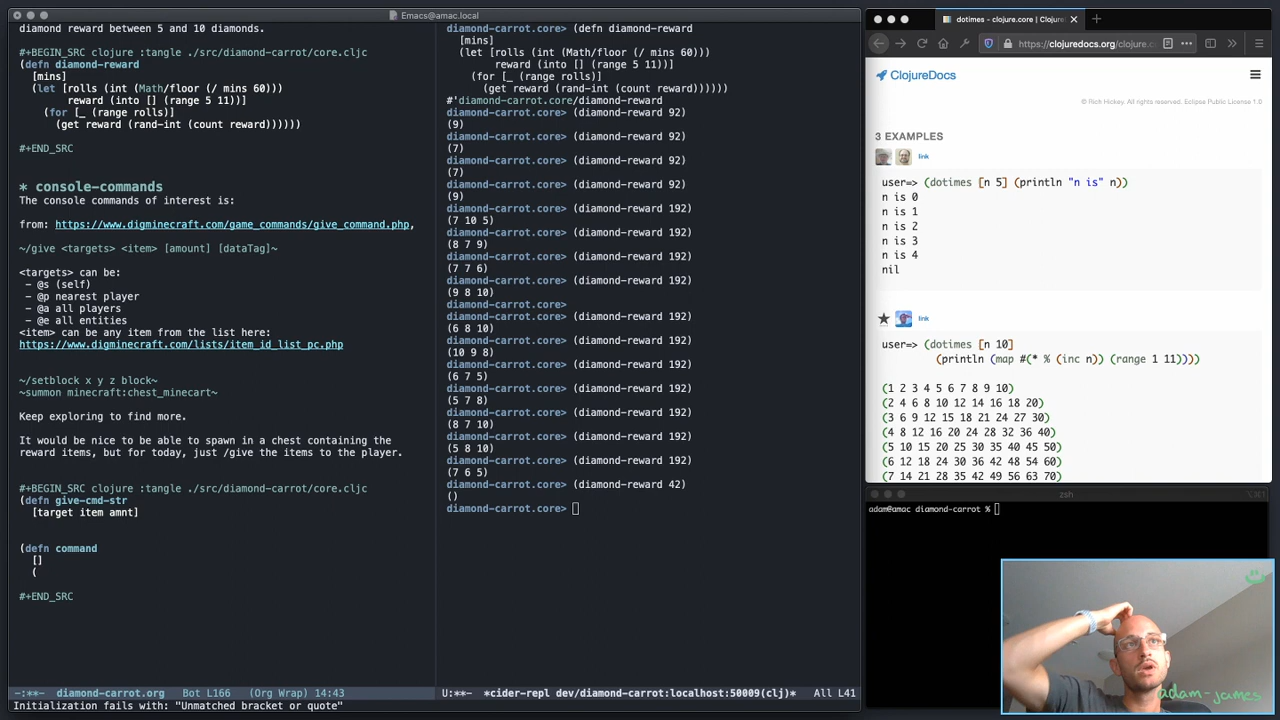 Emacs@amac.local
diamond reward between 5 and 10 diamonds.
#+BEGIN_SRC clojure :tangle ./src/diamond-carrot/core.cljc
(defn diamond-reward
[mins]
(let [rolls (int (Math/floor (/ mins 60)))
reward (into [] (range 5 11))]
(for [_ (range rolls)]
(get reward (rand-int (count reward))))))
#+END_SRC
* console-commands
The console commands of interest is:
from: https://www.digminecraft.com/game_commands/give_command.php,
~/give <targets> <item> [amount] [dataTag]~
<targets> can be:
- @s (self)
- @p nearest player
- @a all players
- @e all entities
<item> can be any item from the list here:
https://www.digminecraft.com/lists/item_id_list_pc.php
~/setblock x y z block~
~summon minecraft:chest_minecart~
Keep exploring to find more.
It would be nice to be able to spawn in a chest containing the
reward items, but for today, just /give the items to the player.
#+BEGIN_SRC clojure :tangle ./src/diamond-carrot/core.cljc
(defn give-cmd-str
[target item amnt]
(defn command
[]
(
#+END_SRC
-:**- diamond-carrot.org Bot L166 (Org Wrap) 14:43
Initialization fails with: "Unmatched bracket or quote"
diamond-carrot.core> (defn diamond-reward
[mins]
(let [rolls (int (Math/floor (/ mins 60)))
reward (into [] (range 5 11))]
(for [_ (range rolls)]
(get reward (rand-int (count reward))))))
#'diamond-carrot.core/diamond-reward
diamond-carrot.core> (diamond-reward 92)
(9)
diamond-carrot.core> (diamond-reward 92)
(7)
diamond-carrot.core> (diamond-reward 92)
(7)
diamond-carrot.core> (diamond-reward 92)
(9)
diamond-carrot.core> (diamond-reward 192)
(7 10 5)
diamond-carrot.core> (diamond-reward 192)
(8 7 9)
diamond-carrot.core> (diamond-reward 192)
(7 7 6)
diamond-carrot.core> (diamond-reward 192)
(9 8 10)
diamond-carrot.core>
diamond-carrot.core> (diamond-reward 192)
(6 8 10)
diamond-carrot.core> (diamond-reward 192)
(10 9 8)
diamond-carrot.core> (diamond-reward 192)
(6 7 5)
diamond-carrot.core> (diamond-reward 192)
(5 7 8)
diamond-carrot.core> (diamond-reward 192)
(8 7 10)
diamond-carrot.core> (diamond-reward 192)
(5 8 10)
diamond-carrot.core> (diamond-reward 192)
(7 6 5)
diamond-carrot.core> (diamond-reward 42)
()
diamond-carrot.core>
U:**- *cider-repl dev/diamond-carrot:localhost:50009(clj)* All L41
dotimes - clojure.core | Clojure
https://clojuredocs.org/clojure.c
ClojureDocs
© Rich Hickey. All rights reserved. Eclipse Public License 1.0
3 EXAMPLES
link
user=> (dotimes [n 5] (println "n is" n))
n is 0
n is 1
n is 2
n is 3
n is 4
nil
link
user=> (dotimes [n 10]
(println (map #(* % (inc n)) (range 1 11))))
(1 2 3 4 5 6 7 8 9 10)
(2 4 6 8 10 12 14 16 18 20)
(3 6 9 12 15 18 21 24 27 30)
(4 8 12 16 20 24 28 32 36 40)
(5 10 15 20 25 30 35 40 45 50)
(6 12 18 24 30 36 42 48 54 60)
(7 14 21 28 35 42 49 56 63 70)
zsh
adam@amac diamond-carrot %
adam-james